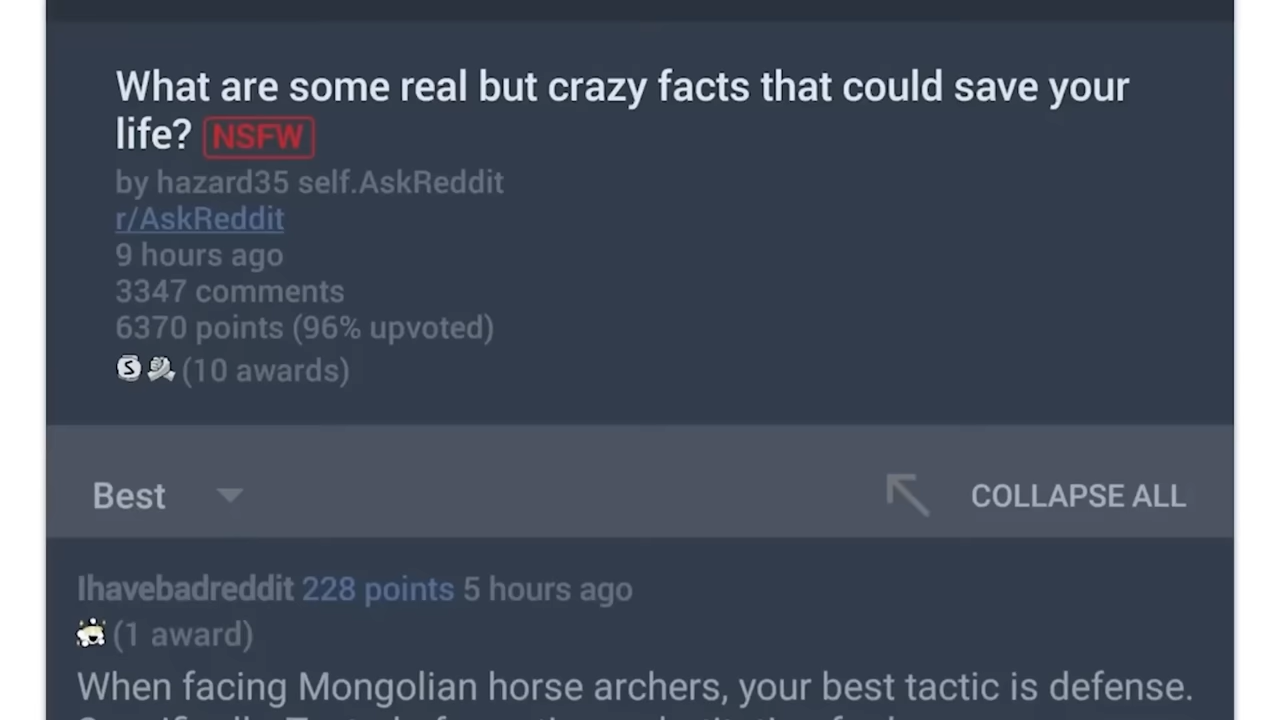 What are some real but crazy facts that could save your
life? NSFW
by hazard35 self.AskReddit
r/AskReddit
9 hours ago
3347 comments
6370 points (96% upvoted)
(10 awards)
Best
COLLAPSE ALL
Ihavebadreddit 228 points 5 hours ago
(1 award)
When facing Mongolian horse archers, your best tactic is defense.